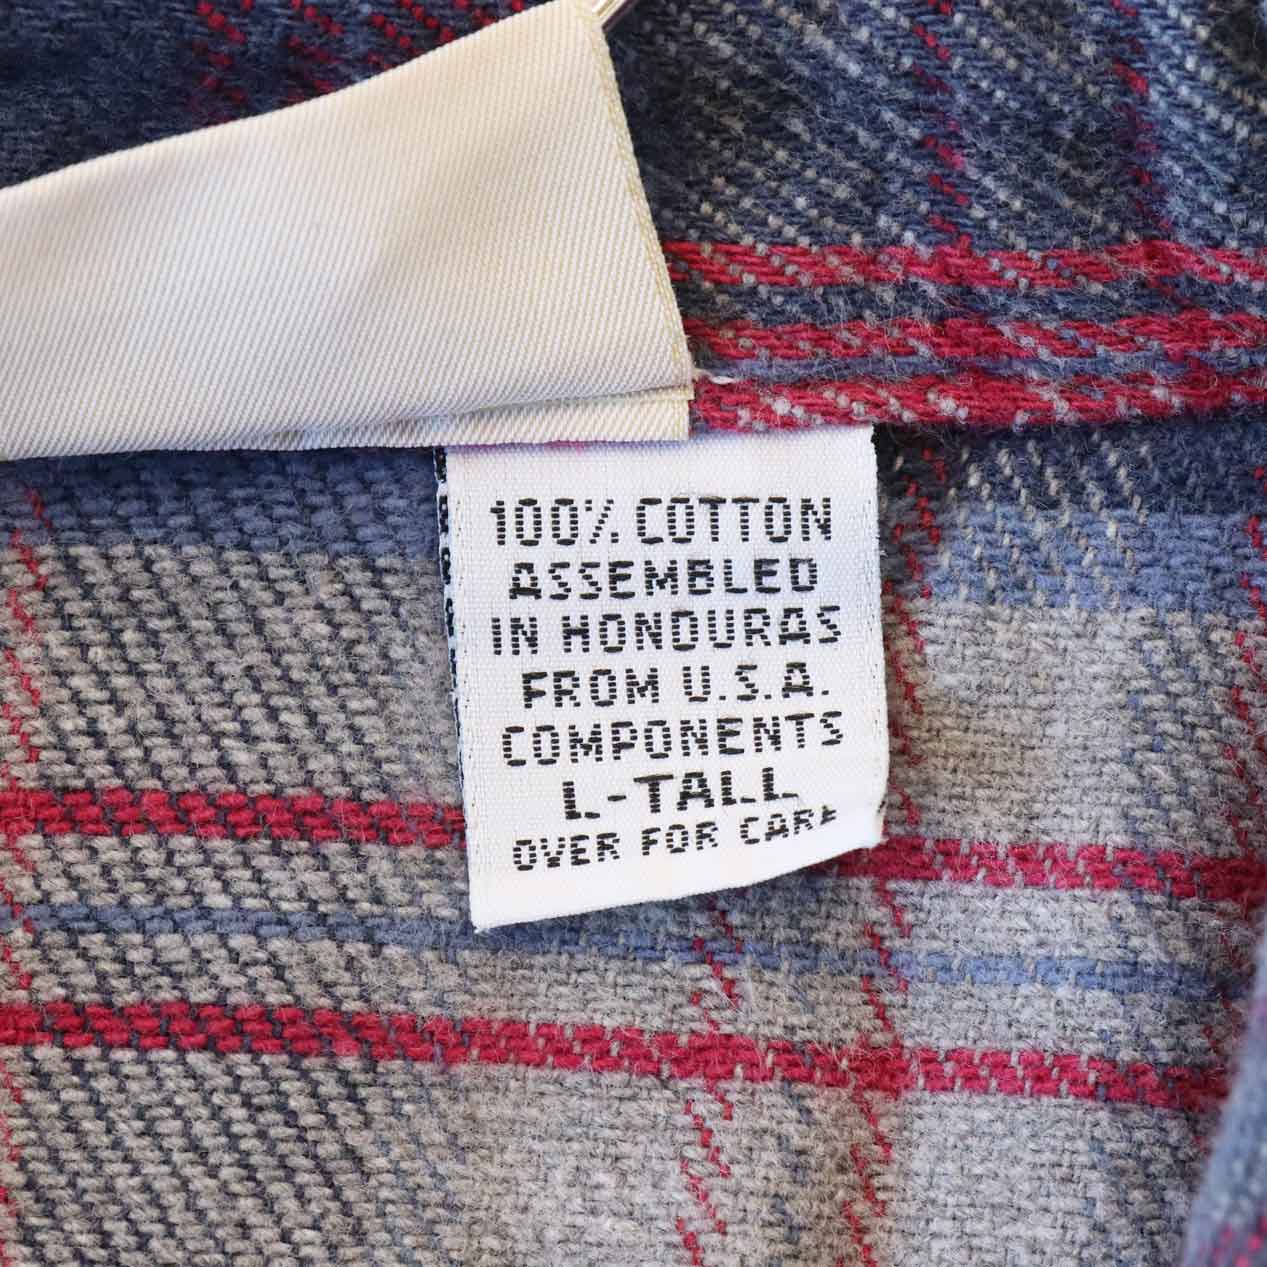 100% COTTON
ASSEMBLED
IN HONDURAS
FROM U.S.A.
COMPONENTS
L-TALL
OVER FOR CARE